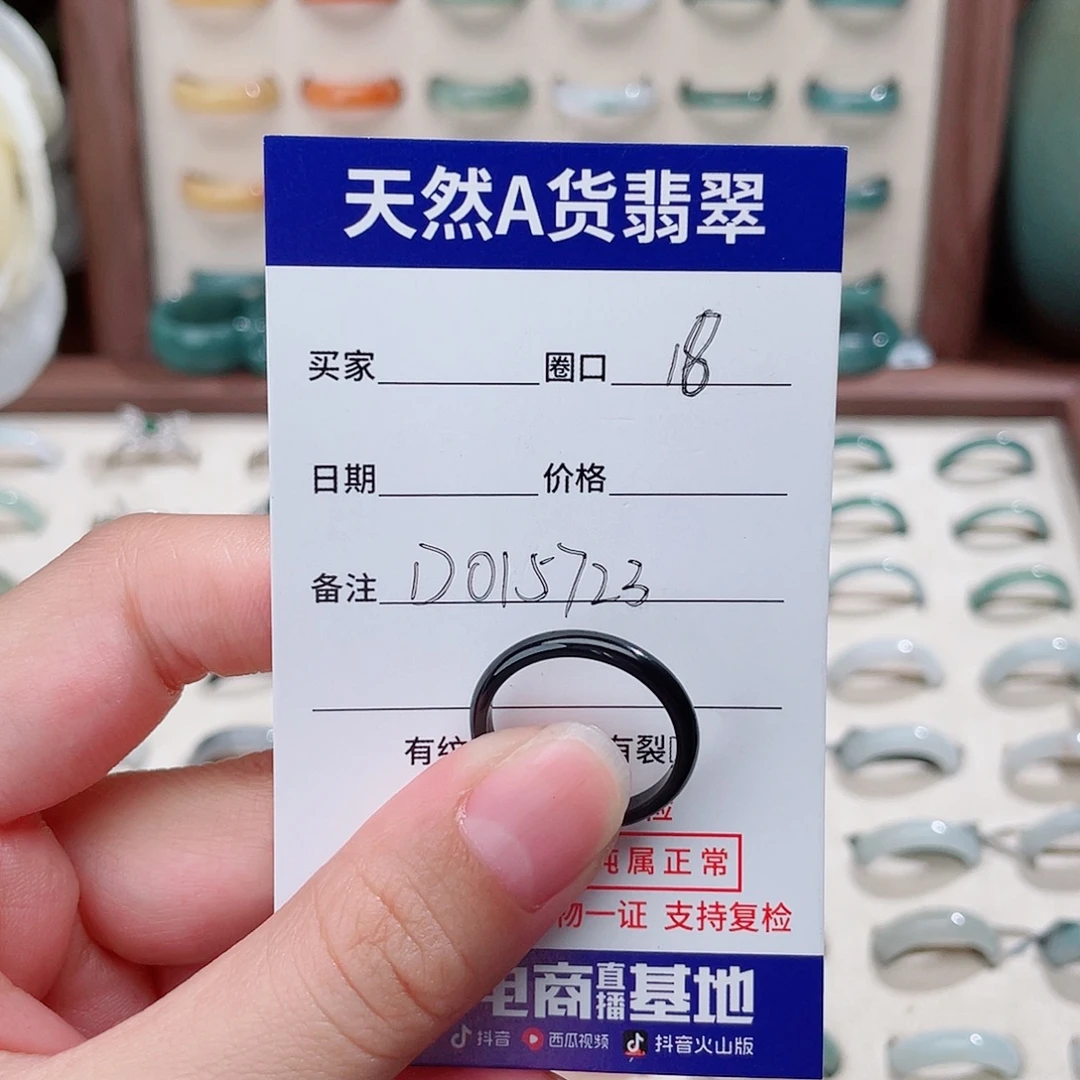 天然A货翡翠
买家 圈口 18
日期 价格
备注 D015723
有纹 有裂
属正常
一证 支持复检
电商直播基地
抖音 西瓜视频 抖音火山版